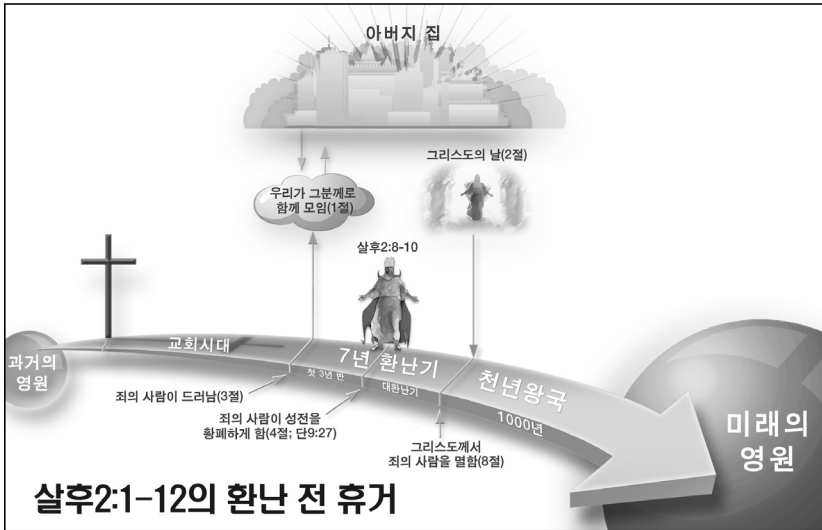 아버지 집
그리스도의 날(2절)
우리가 그분께로
함께 모임(1절)
살후2:8-10
과거의
영원
교회시대
7년 환난기
첫 3년 반
대환난기
천년왕국
1000년
미래의
영원
죄의 사람이 드러남(3절)
죄의 사람이 성전을
황폐하게 함(4절; 단9:27)
그리스도께서
죄의 사람을 멸함(8절)
살후2:1-12의 환난 전 휴거